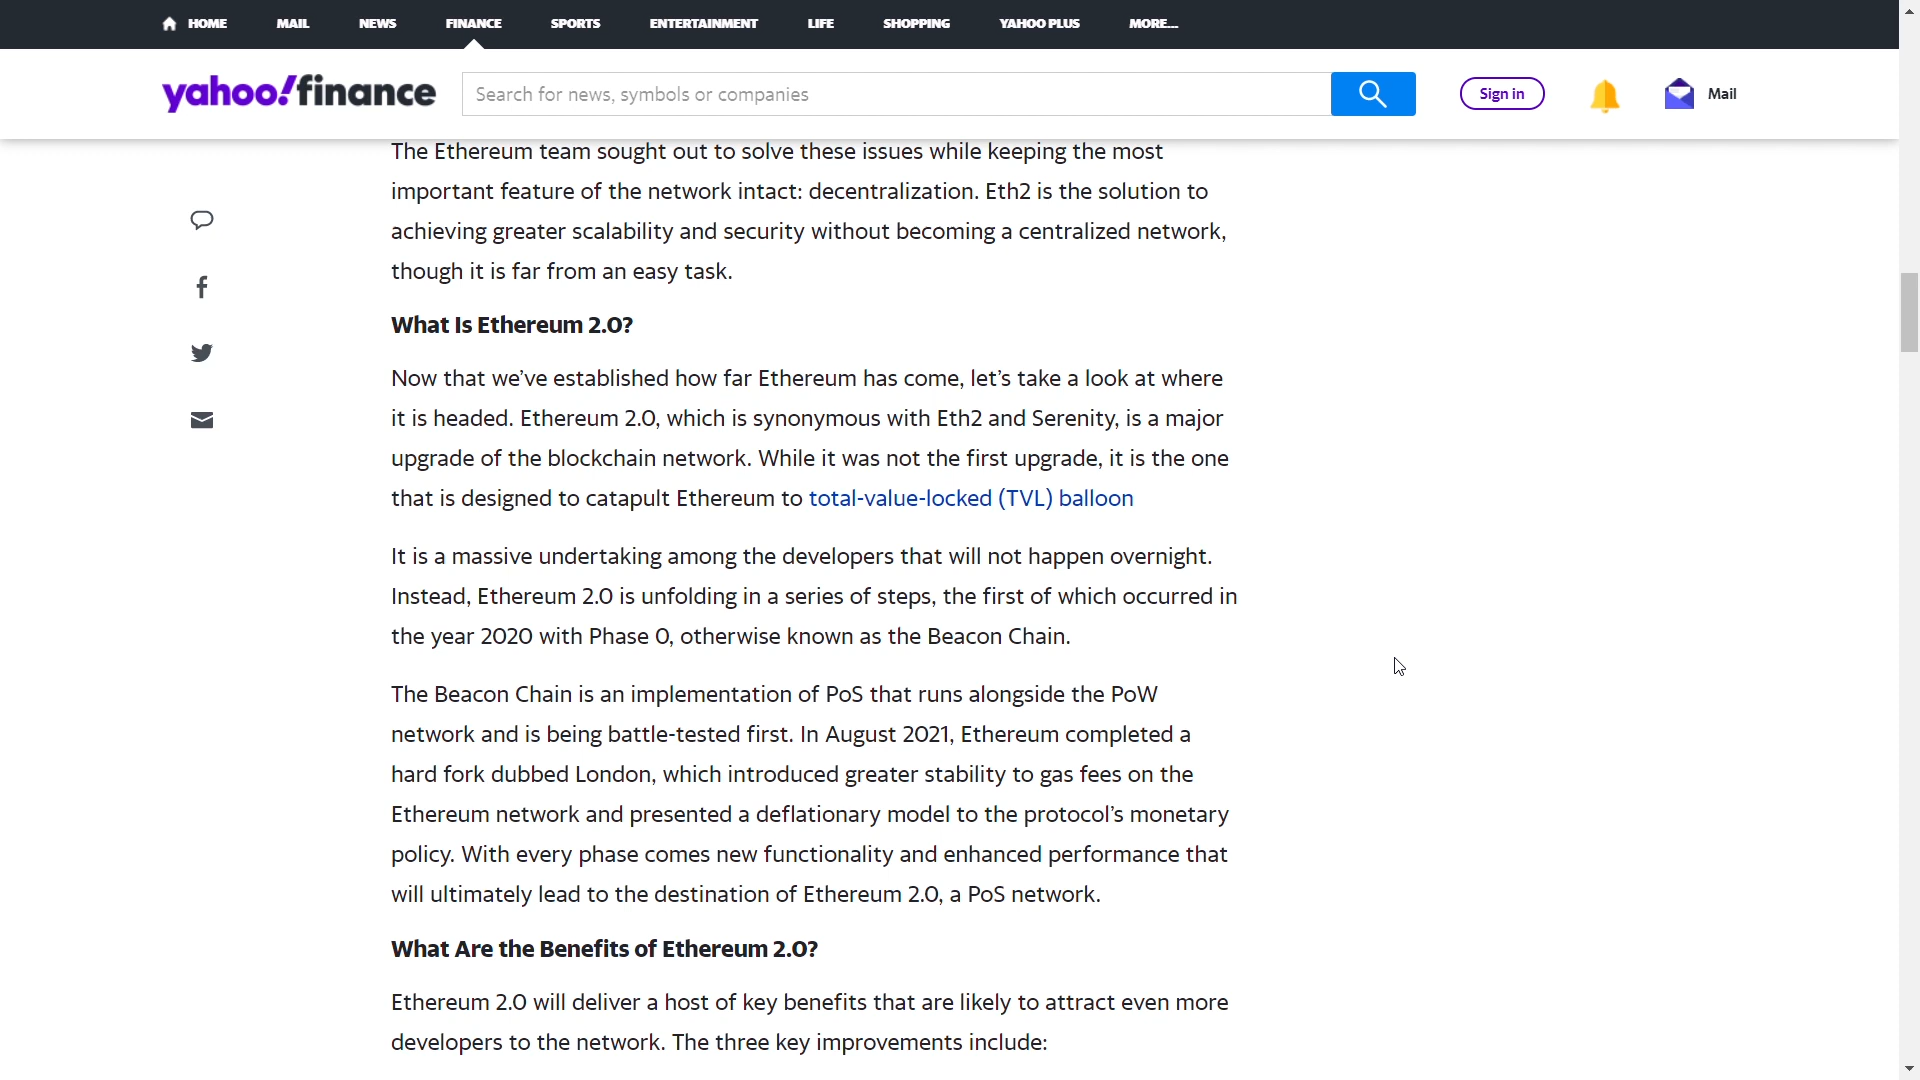 HOME MAIL NEWS FINANCE SPORTS ENTERTAINMENT LIFE SHOPPING YAHOO PLUS MORE...
yahoo!finance Search for news, symbols or companies Sign in Mail
The Ethereum team sought out to solve these issues while keeping the most
important feature of the network intact: decentralization. Eth2 is the solution to
achieving greater scalability and security without becoming a centralized network,
though it is far from an easy task.
What Is Ethereum 2.0?
Now that we’ve established how far Ethereum has come, let’s take a look at where
it is headed. Ethereum 2.0, which is synonymous with Eth2 and Serenity, is a major
upgrade of the blockchain network. While it was not the first upgrade, it is the one
that is designed to catapult Ethereum to total-value-locked (TVL) balloon
It is a massive undertaking among the developers that will not happen overnight.
Instead, Ethereum 2.0 is unfolding in a series of steps, the first of which occurred in
the year 2020 with Phase 0, otherwise known as the Beacon Chain.
The Beacon Chain is an implementation of PoS that runs alongside the PoW
network and is being battle-tested first. In August 2021, Ethereum completed a
hard fork dubbed London, which introduced greater stability to gas fees on the
Ethereum network and presented a deflationary model to the protocol’s monetary
policy. With every phase comes new functionality and enhanced performance that
will ultimately lead to the destination of Ethereum 2.0, a PoS network.
What Are the Benefits of Ethereum 2.0?
Ethereum 2.0 will deliver a host of key benefits that are likely to attract even more
developers to the network. The three key improvements include: